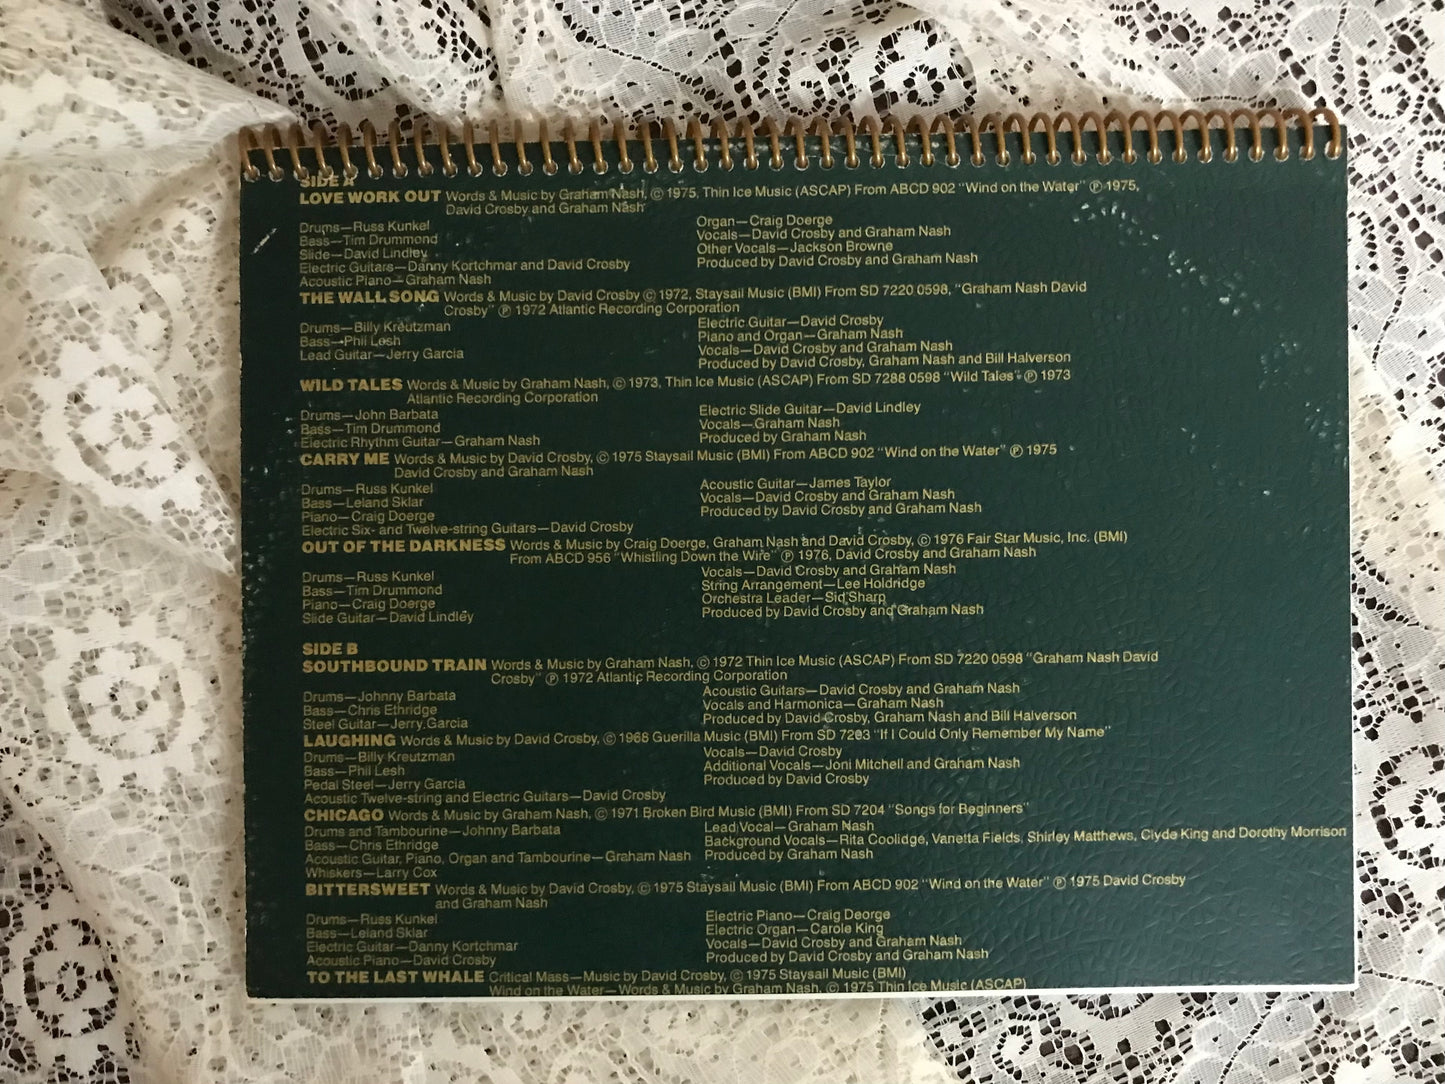 SIDE A
LOVE WORK OUT Words & Music by Graham Nash, © 1975, Thin Ice Music (ASCAP) From ABCD 902 "Wind on the Water" ℗ 1975,
David Crosby and Graham Nash
Drums—Russ Kunkel
Bass—Tim Drummond
Slide—David Lindley
Electric Guitars—Danny Kortchmar and David Crosby
Acoustic Piano—Graham Nash
Organ—Craig Doerge
Vocals—David Crosby and Graham Nash
Other Vocals—Jackson Browne
Produced by David Crosby and Graham Nash
THE WALL SONG Words & Music by David Crosby © 1972, Staysail Music (BMI) From SD 7220 0598, "Graham Nash David
Crosby" ℗ 1972 Atlantic Recording Corporation
Drums—Billy Kreutzman
Bass—Phil Lesh
Lead Guitar—Jerry Garcia
Electric Guitar—David Crosby
Piano and Organ—Graham Nash
Vocals—David Crosby and Graham Nash
Produced by David Crosby, Graham Nash and Bill Halverson
WILD TALES Words & Music by Graham Nash, © 1973, Thin Ice Music (ASCAP) From SD 7288 0598 "Wild Tales" ℗ 1973
Atlantic Recording Corporation
Drums—John Barbata
Bass—Tim Drummond
Electric Rhythm Guitar—Graham Nash
Electric Slide Guitar—David Lindley
Vocals—Graham Nash
Produced by Graham Nash
CARRY ME Words & Music by David Crosby, © 1975 Staysail Music (BMI) From ABCD 902 "Wind on the Water" ℗ 1975
David Crosby and Graham Nash
Drums—Russ Kunkel
Bass—Leland Sklar
Piano—Craig Doerge
Electric Six- and Twelve-string Guitars—David Crosby
Acoustic Guitar—James Taylor
Vocals—David Crosby and Graham Nash
Produced by David Crosby and Graham Nash
OUT OF THE DARKNESS Words & Music by Craig Doerge, Graham Nash and David Crosby, © 1976 Fair Star Music, Inc. (BMI)
From ABCD 956 "Whistling Down the Wire" ℗ 1976, David Crosby and Graham Nash
Drums—Russ Kunkel
Bass—Tim Drummond
Piano—Craig Doerge
Slide Guitar—David Lindley
Vocals—David Crosby and Graham Nash
String Arrangement—Lee Holdridge
Orchestra Leader—Sid Sharp
Produced by David Crosby and Graham Nash
SIDE B
SOUTHBOUND TRAIN Words & Music by Graham Nash, © 1972 Thin Ice Music (ASCAP) From SD 7220 0598 "Graham Nash David
Crosby" ℗ 1972 Atlantic Recording Corporation
Drums—Johnny Barbata
Bass—Chris Ethridge
Steel Guitar—Jerry Garcia
Acoustic Guitars—David Crosby and Graham Nash
Vocals and Harmonica—Graham Nash
Produced by David Crosby, Graham Nash and Bill Halverson
LAUGHING Words & Music by David Crosby, © 1968 Guerilla Music (BMI) From SD 7203 "If I Could Only Remember My Name"
Drums—Billy Kreutzman
Bass—Phil Lesh
Pedal Steel—Jerry Garcia
Acoustic Twelve-string and Electric Guitars—David Crosby
Vocals—David Crosby
Additional Vocals—Joni Mitchell and Graham Nash
Produced by David Crosby
CHICAGO Words & Music by Graham Nash, © 1971 Broken Bird Music (BMI) From SD 7204 "Songs for Beginners"
Drums and Tambourine—Johnny Barbata
Bass—Chris Ethridge
Acoustic Guitar, Piano, Organ and Tambourine—Graham Nash
Whiskers—Larry Cox
Lead Vocal—Graham Nash
Background Vocals—Rita Coolidge, Vanetta Fields, Shirley Matthews, Clyde King and Dorothy Morrison
Produced by Graham Nash
BITTERSWEET Words & Music by David Crosby, © 1975 Staysail Music (BMI) From ABCD 902 "Wind on the Water" ℗ 1975 David Crosby
and Graham Nash
Drums—Russ Kunkel
Bass—Leland Sklar
Electric Guitar—Danny Kortchmar
Acoustic Piano—David Crosby
Electric Piano—Craig Deorge
Electric Organ—Carole King
Vocals—David Crosby and Graham Nash
Produced by David Crosby and Graham Nash
TO THE LAST WHALE Critical Mass—Music by David Crosby, © 1975 Staysail Music (BMI)
Wind on the Water—Words & Music by Graham Nash, © 1975 Thin Ice Music (ASCAP)